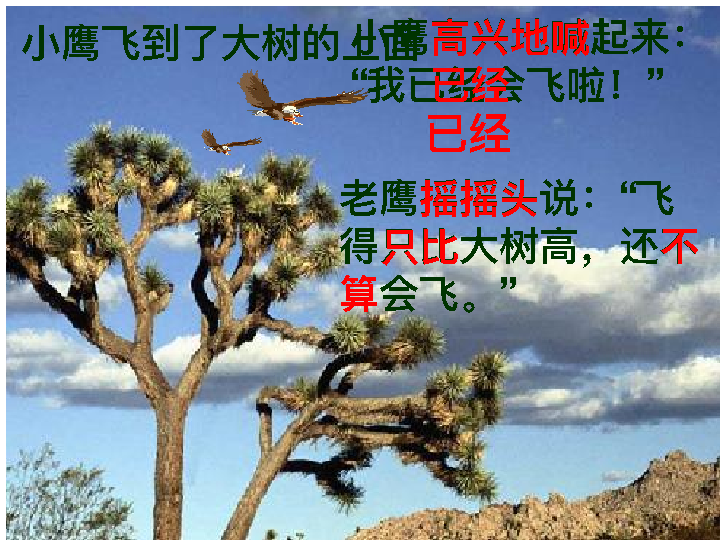 小鹰飞到了大树的上面
小鹰高兴地喊起来：
“我已经会飞啦！”
已经
已经
老鹰摇摇头说：“飞
得只比大树高，还不
算会飞。”